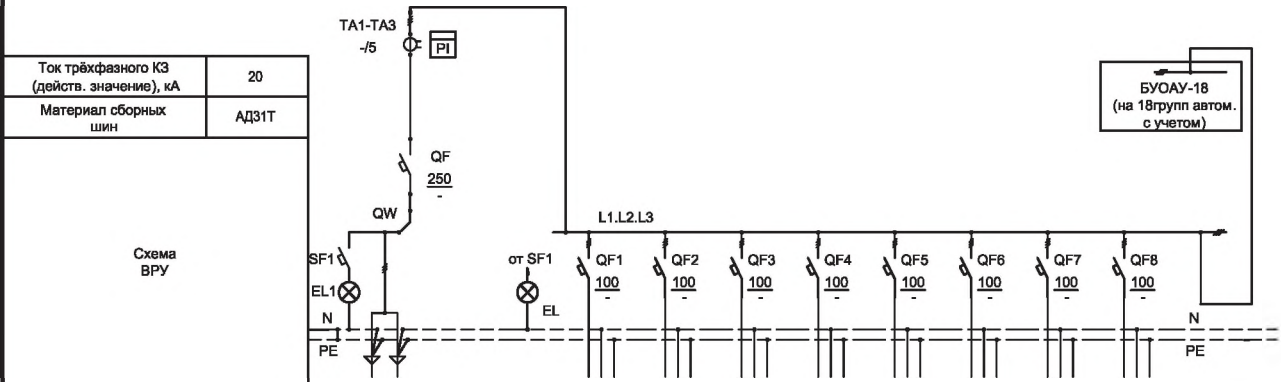 Ток трёхфазного КЗ
(действ. значение), кА
20
Материал сборных
шин
АД31Т
Схема
ВРУ
ТА1-ТА3
-/5
PI
QF
250
-
QW
SF1
EL1
N
PE
от SF1
EL
L1.L2.L3
QF1
100
-
QF2
100
-
QF3
100
-
QF4
100
-
QF5
100
-
QF6
100
-
QF7
100
-
QF8
100
-
БУОАУ-18
(на 18групп автом.
с учетом)
N
PE